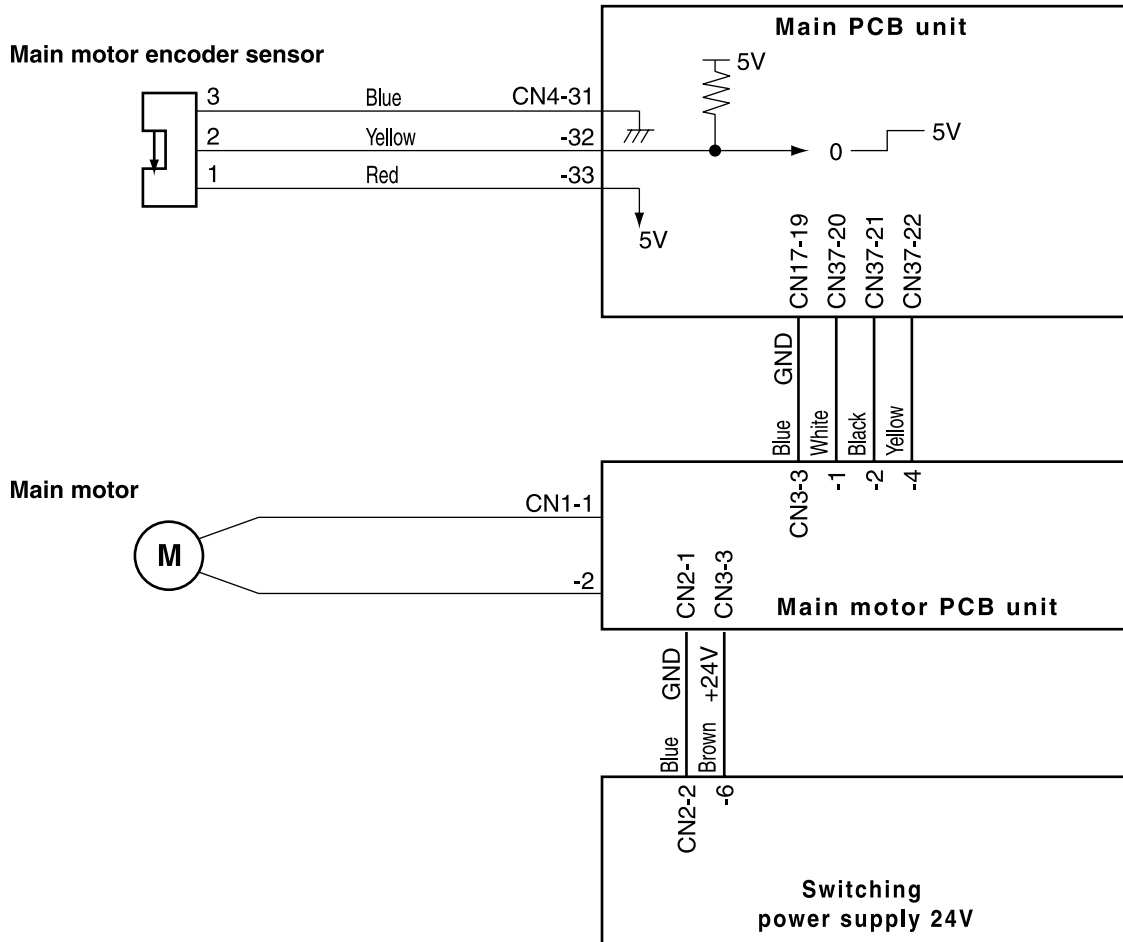 Main PCB unit
Main motor encoder sensor
5V
3 Blue CN4-31
2 Yellow -32
0 5V
1 Red -33
5V
CN17-19
CN37-20
CN37-21
CN37-22
GND
Blue
White
Black
Yellow
Main motor
CN3-3
-1
-2
-4
CN1-1
M
-2
CN2-1
CN3-3
Main motor PCB unit
GND
+24V
Blue
Brown
CN2-2
-6
Switching
power supply 24V